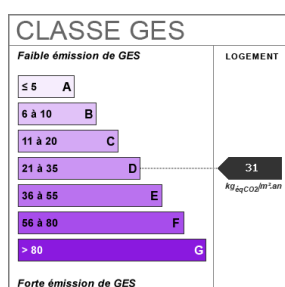 CLASSE GES
Faible émission de GES
LOGEMENT
≤ 5 A
6 à 10 B
11 à 20 C
21 à 35 D
31
kgéqCO2/m².an
36 à 55 E
56 à 80 F
> 80 G
Forte émission de GES